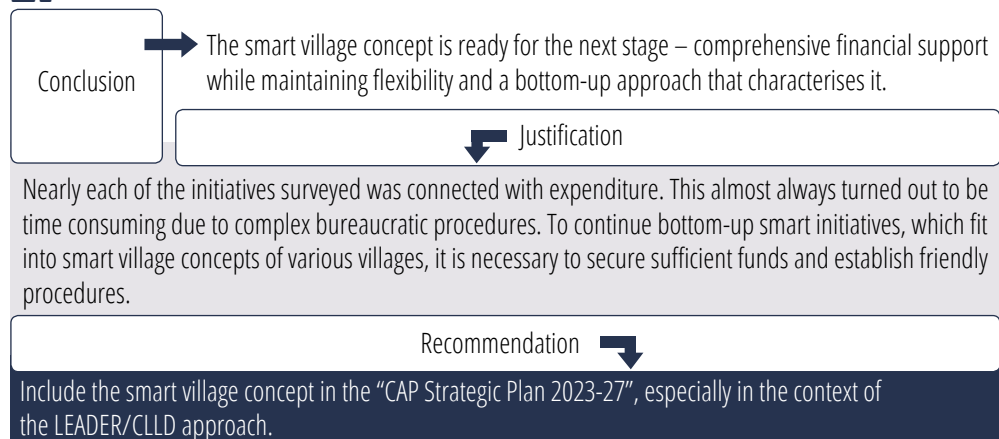 Conclusion
The smart village concept is ready for the next stage – comprehensive financial support
while maintaining flexibility and a bottom-up approach that characterises it.
Justification
Nearly each of the initiatives surveyed was connected with expenditure. This almost always turned out to be
time consuming due to complex bureaucratic procedures. To continue bottom-up smart initiatives, which fit
into smart village concepts of various villages, it is necessary to secure sufficient funds and establish friendly
procedures.
Recommendation
Include the smart village concept in the “CAP Strategic Plan 2023-27”, especially in the context of
the LEADER/CLLD approach.